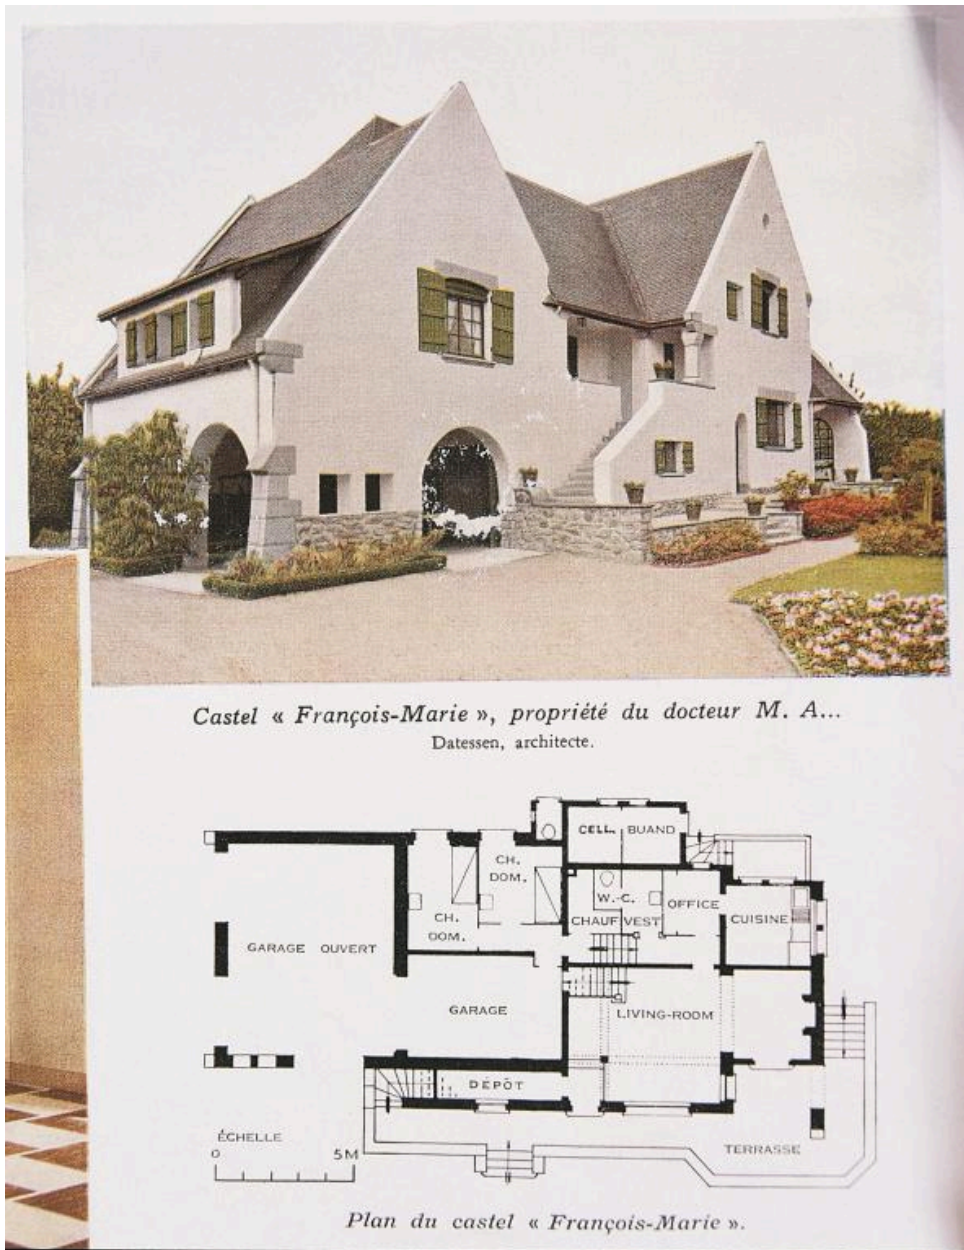 Castel « François-Marie », propriété du docteur M. A...
Datessen, architecte.
CELL. BUAND
CH. DOM.
W.-C.
OFFICE
CH. DOM.
CHAUF VEST
CUISINE
GARAGE OUVERT
GARAGE
LIVING-ROOM
DÉPÔT
ÉCHELLE
0 5M
TERRASSE
Plan du castel « François-Marie ».